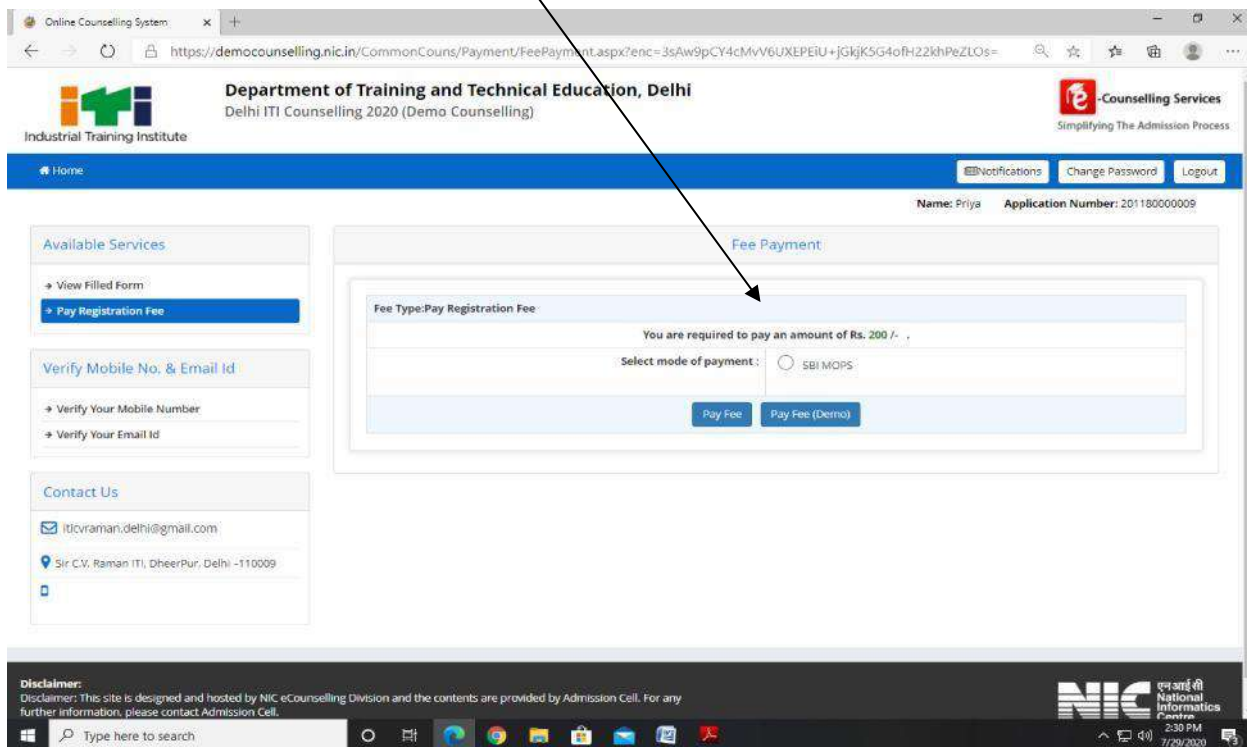 Online Counselling System
https://democounselling.nic.in/CommonCouns/Payment/FeePayment.aspx?enc=3sAw9pCY4cMvV6UXEPEiU+jGkjK5G4ofH22khPeZLOs=
Industrial Training Institute
Department of Training and Technical Education, Delhi
Delhi ITI Counselling 2020 (Demo Counselling)
e-Counselling Services
Simplifying The Admission Process
Home
Notifications Change Password Logout
Name: Priya Application Number: 201180000009
Available Services
View Filled Form
Pay Registration Fee
Verify Mobile No. & Email Id
Verify Your Mobile Number
Verify Your Email Id
Contact Us
iticvraman.delhi@gmail.com
Sir C.V. Raman ITI, DheerPur, Delhi -110009
Fee Payment
Fee Type:Pay Registration Fee
You are required to pay an amount of Rs. 200 /- .
Select mode of payment : SBI MOPS
Pay Fee Pay Fee (Demo)
Disclaimer:
Disclaimer: This site is designed and hosted by NIC eCounselling Division and the contents are provided by Admission Cell. For any
further information, please contact Admission Cell.
NIC
एन आई सी
National
Informatics
Centre
Type here to search
2:30 PM
7/29/2020
3